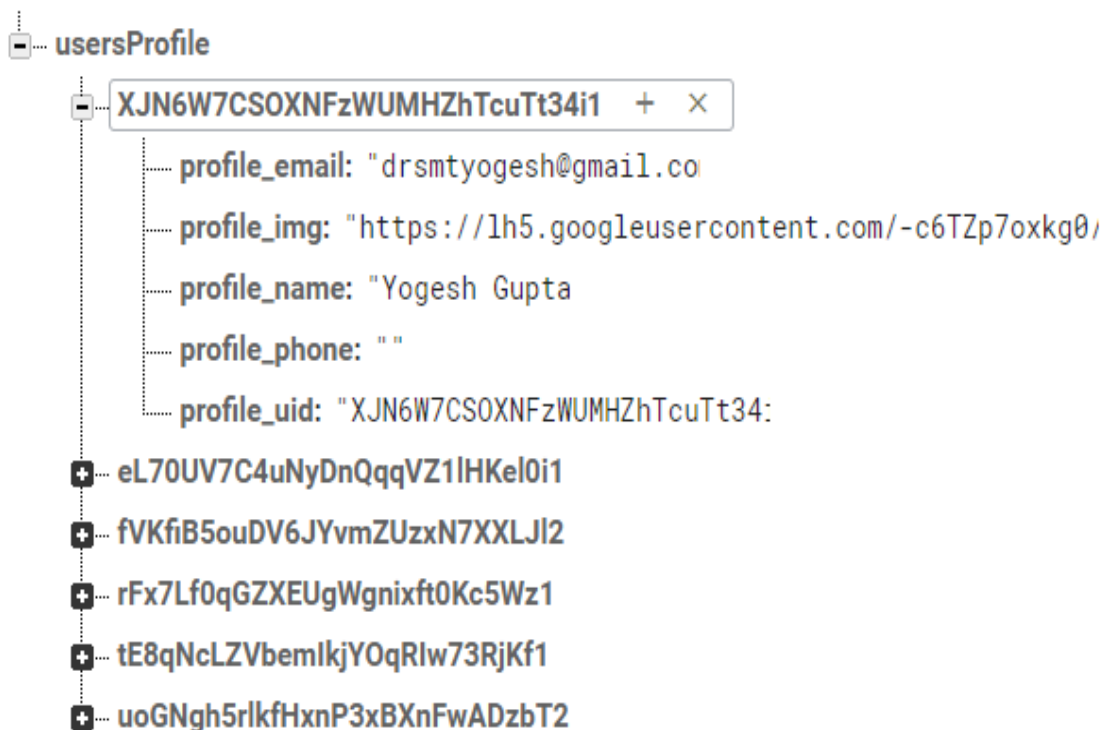 usersProfile
XJN6W7CSOXNFzWUMHZhTcuTt34i1 + ×
profile_email: "drsmtyogesh@gmail.co
profile_img: "https://lh5.googleusercontent.com/-c6TZp7oxkg0/
profile_name: "Yogesh Gupta
profile_phone: ""
profile_uid: "XJN6W7CSOXNFzWUMHZhTcuTt34
eL70UV7C4uNyDnQqqVZ1lHKel0i1
fVKfiB5ouDV6JYvmZUzxN7XXLJl2
rFx7Lf0qGZXEUgWgnixft0Kc5Wz1
tE8qNcLZVbemIkjYOqRIw73RjKf1
uoGNgh5rlkfHxnP3xBXnFwADzbT2